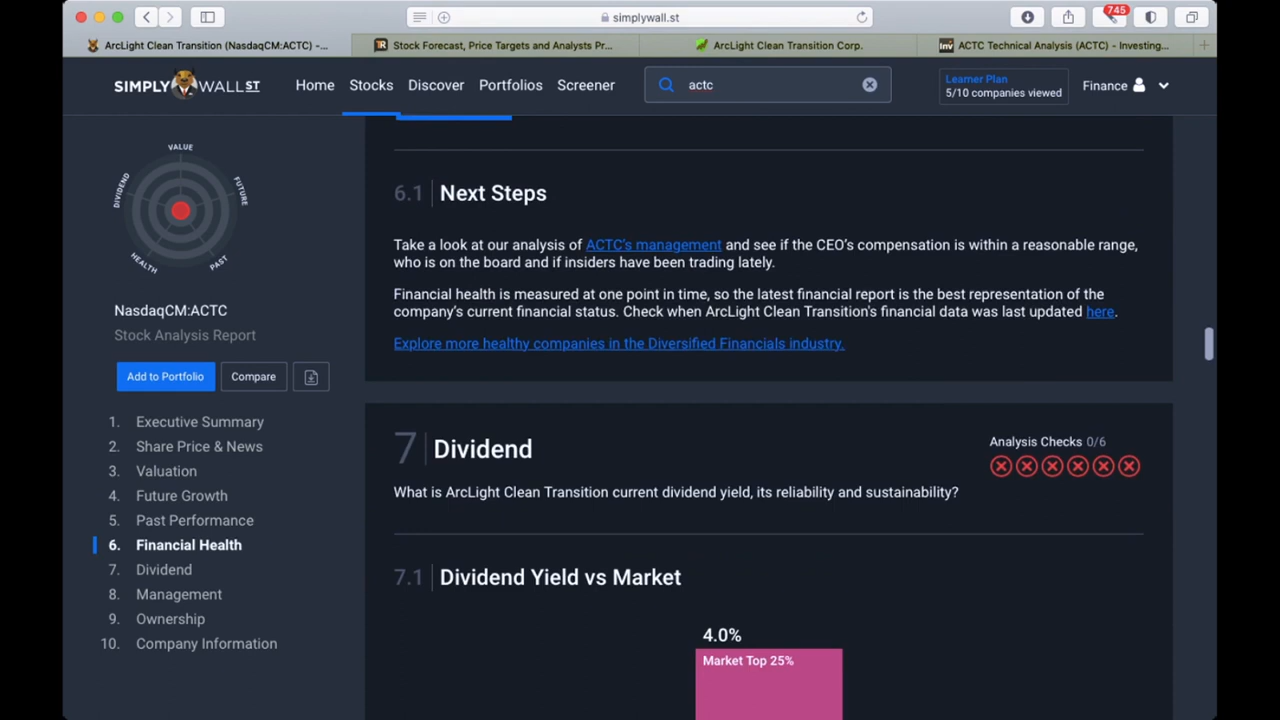 simplywall.st
745
ArcLight Clean Transition (NasdaqCM:ACTC) -...
Stock Forecast, Price Targets and Analysts Pr...
ArcLight Clean Transition Corp.
Inv
ACTC Technical Analysis (ACTC) - Investing...
SIMPLY WALL ST
Home
Stocks
Discover
Portfolios
Screener
actc
Learner Plan
5/10 companies viewed
Finance
VALUE
FUTURE
PAST
HEALTH
DIVIDEND
NasdaqCM:ACTC
Stock Analysis Report
Add to Portfolio
Compare
1. Executive Summary
2. Share Price & News
3. Valuation
4. Future Growth
5. Past Performance
6. Financial Health
7. Dividend
8. Management
9. Ownership
10. Company Information
6.1 Next Steps
Take a look at our analysis of ACTC's management and see if the CEO's compensation is within a reasonable range,
who is on the board and if insiders have been trading lately.
Financial health is measured at one point in time, so the latest financial report is the best representation of the
company's current financial status. Check when ArcLight Clean Transition's financial data was last updated here.
Explore more healthy companies in the Diversified Financials industry.
7 Dividend
Analysis Checks 0/6
What is ArcLight Clean Transition current dividend yield, its reliability and sustainability?
7.1 Dividend Yield vs Market
4.0%
Market Top 25%